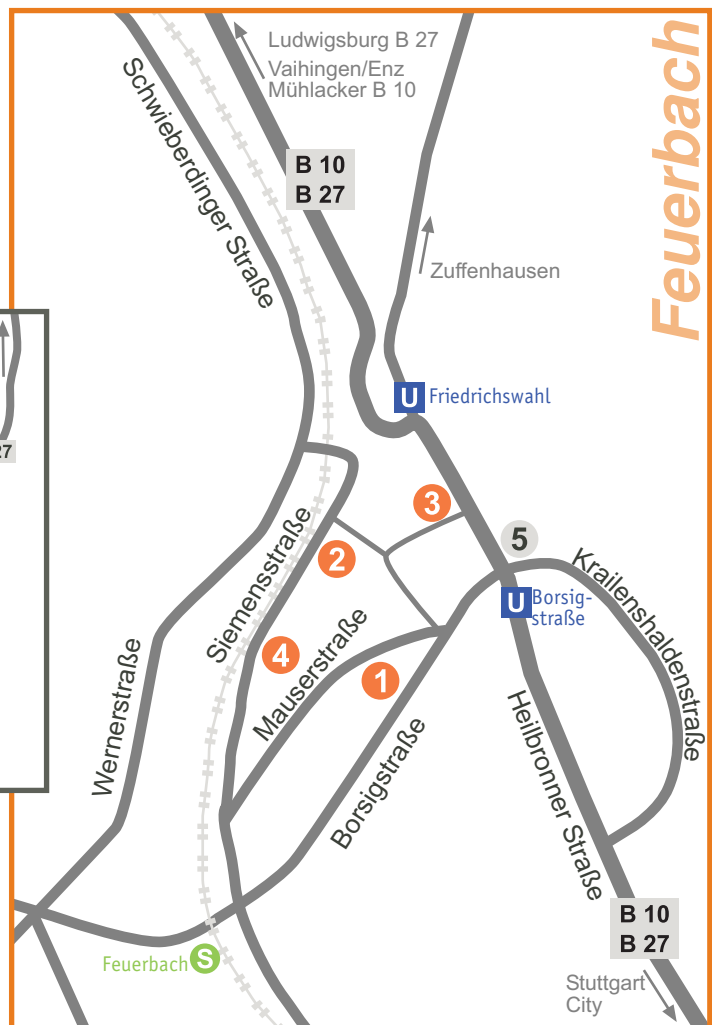 Ludwigsburg B 27
Vaihingen/Enz
Mühlacker B 10
Feuerbach
Schwieberdinger Straße
B 10
B 27
Zuffenhausen
U Friedrichswahl
27
3
5
2
Siemensstraße
Krailenshaldenstraße
U Borsig-
straße
4
Mauserstraße
1
Wernerstraße
Borsigstraße
Heilbronner Straße
B 10
B 27
Feuerbach S
Stuttgart
City